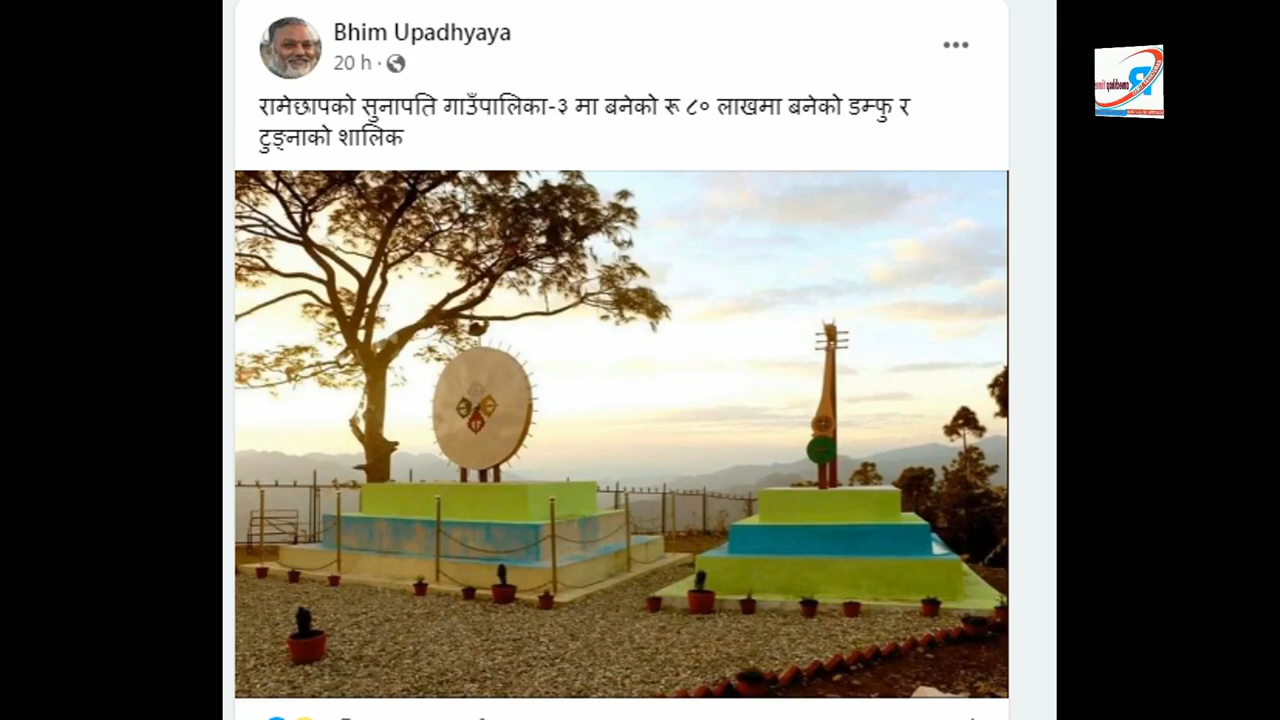 Bhim Upadhyaya
20 h ·
रामेछापको सुनापति गाउँपालिका-३ मा बनेको रू ८० लाखमा बनेको डम्फु र
टुङ्नाको शालिक